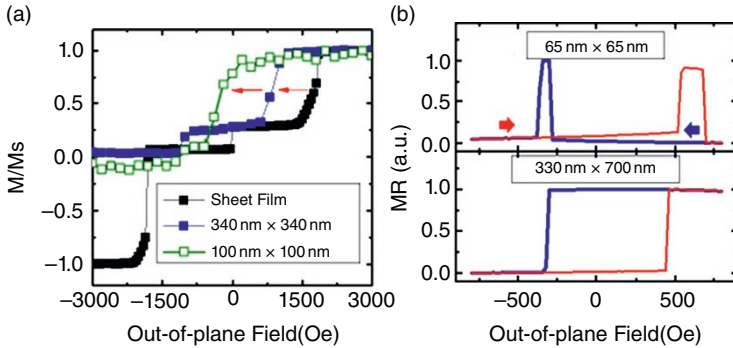 (a)
M/Ms
1.0
0.5
0.0
−0.5
−1.0
Sheet Film
340 nm × 340 nm
100 nm × 100 nm
−3000 −1500 0 1500 3000
Out-of-plane Field(Oe)
(b)
MR (a.u.)
65 nm × 65 nm
1.0
0.5
0.0
330 nm × 700 nm
1.0
0.5
0.0
−500 0 500
Out-of-plane Field(Oe)